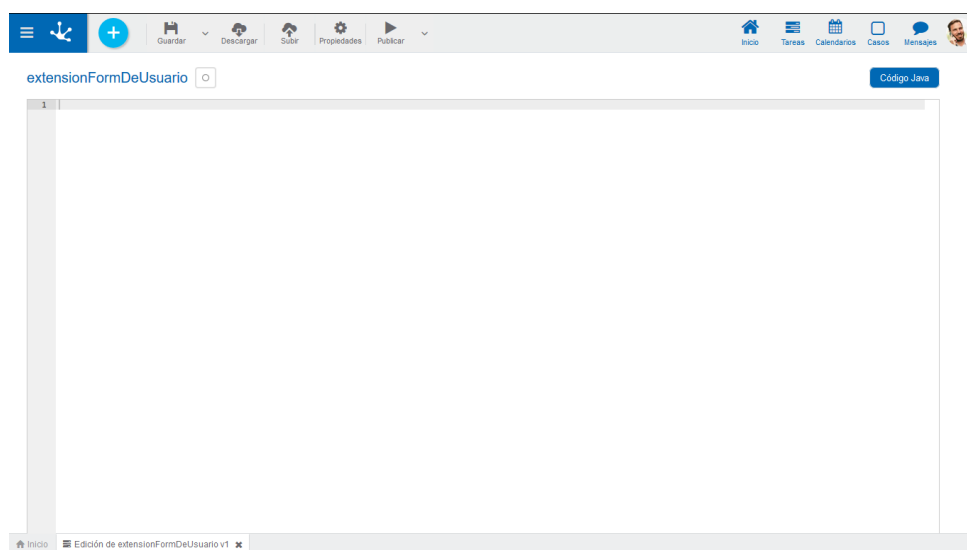 Guardar
Descargar
Subir
Propiedades
Publicar
Inicio
Tareas
Calendarios
Casos
Mensajes
extensionFormDeUsuario
Código Java
1
Inicio
Edición de extensionFormDeUsuario v1